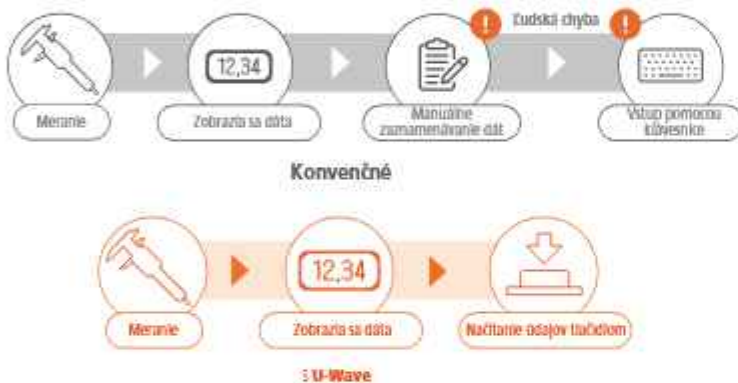 ! Ľudská chyba !
12,34
Meranie
Zobrazia sa dáta
Manuálne
zaznamenávanie dát
Vstup pomocou
klávesnice
Konvenčné
12,34
Meranie
Zobrazia sa dáta
Načítanie údajov tlačidlom
S U-Wave